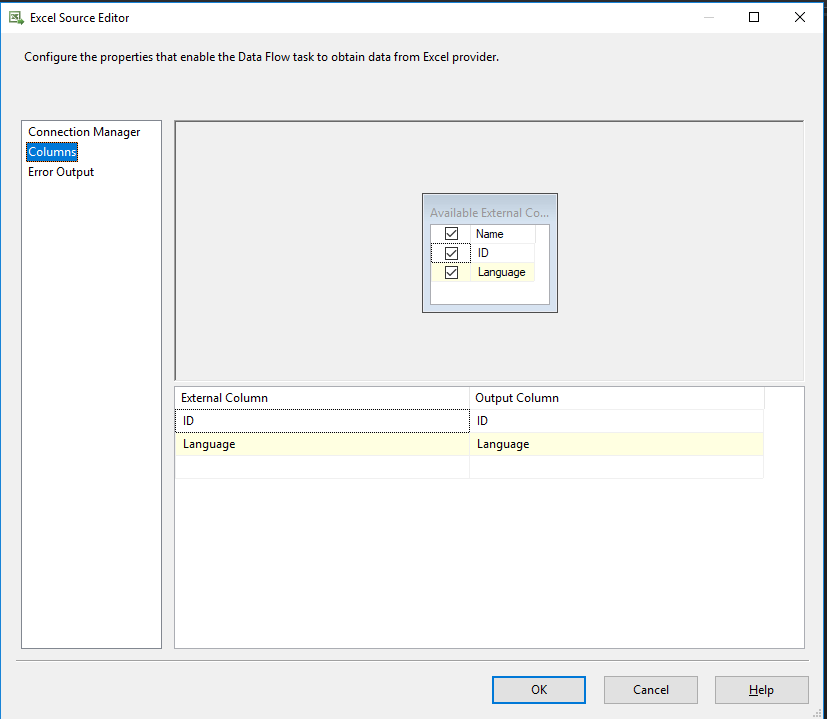 Excel Source Editor
Configure the properties that enable the Data Flow task to obtain data from Excel provider.
Connection Manager
Columns
Error Output
Available External Co...
Name
ID
Language
External Column Output Column
ID ID
Language Language
OK Cancel Help